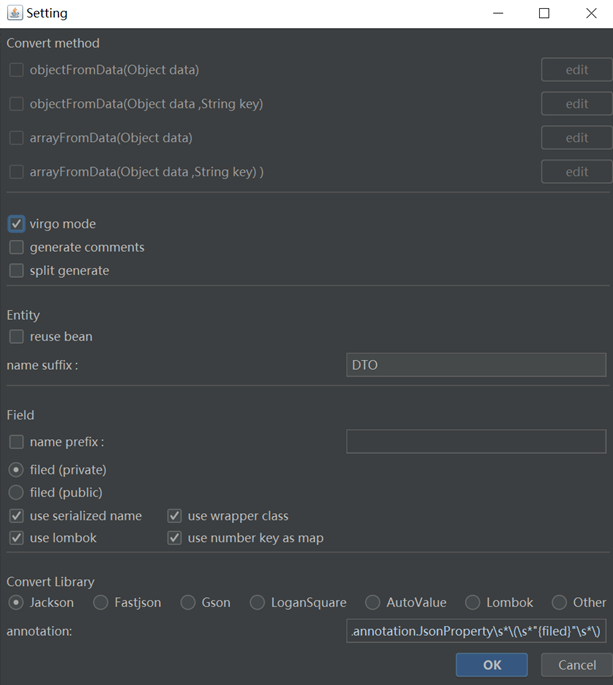 Setting
Convert method
objectFromData(Object data)
edit
objectFromData(Object data ,String key)
edit
arrayFromData(Object data)
edit
arrayFromData(Object data ,String key) )
edit
virgo mode
generate comments
split generate
Entity
reuse bean
name suffix :
DTO
Field
name prefix :
filed (private)
filed (public)
use serialized name
use wrapper class
use lombok
use number key as map
Convert Library
Jackson
Fastjson
Gson
LoganSquare
AutoValue
Lombok
Other
annotation:
.annotation.JsonProperty\s*\(\s*"{filed}"\s*\)
OK
Cancel